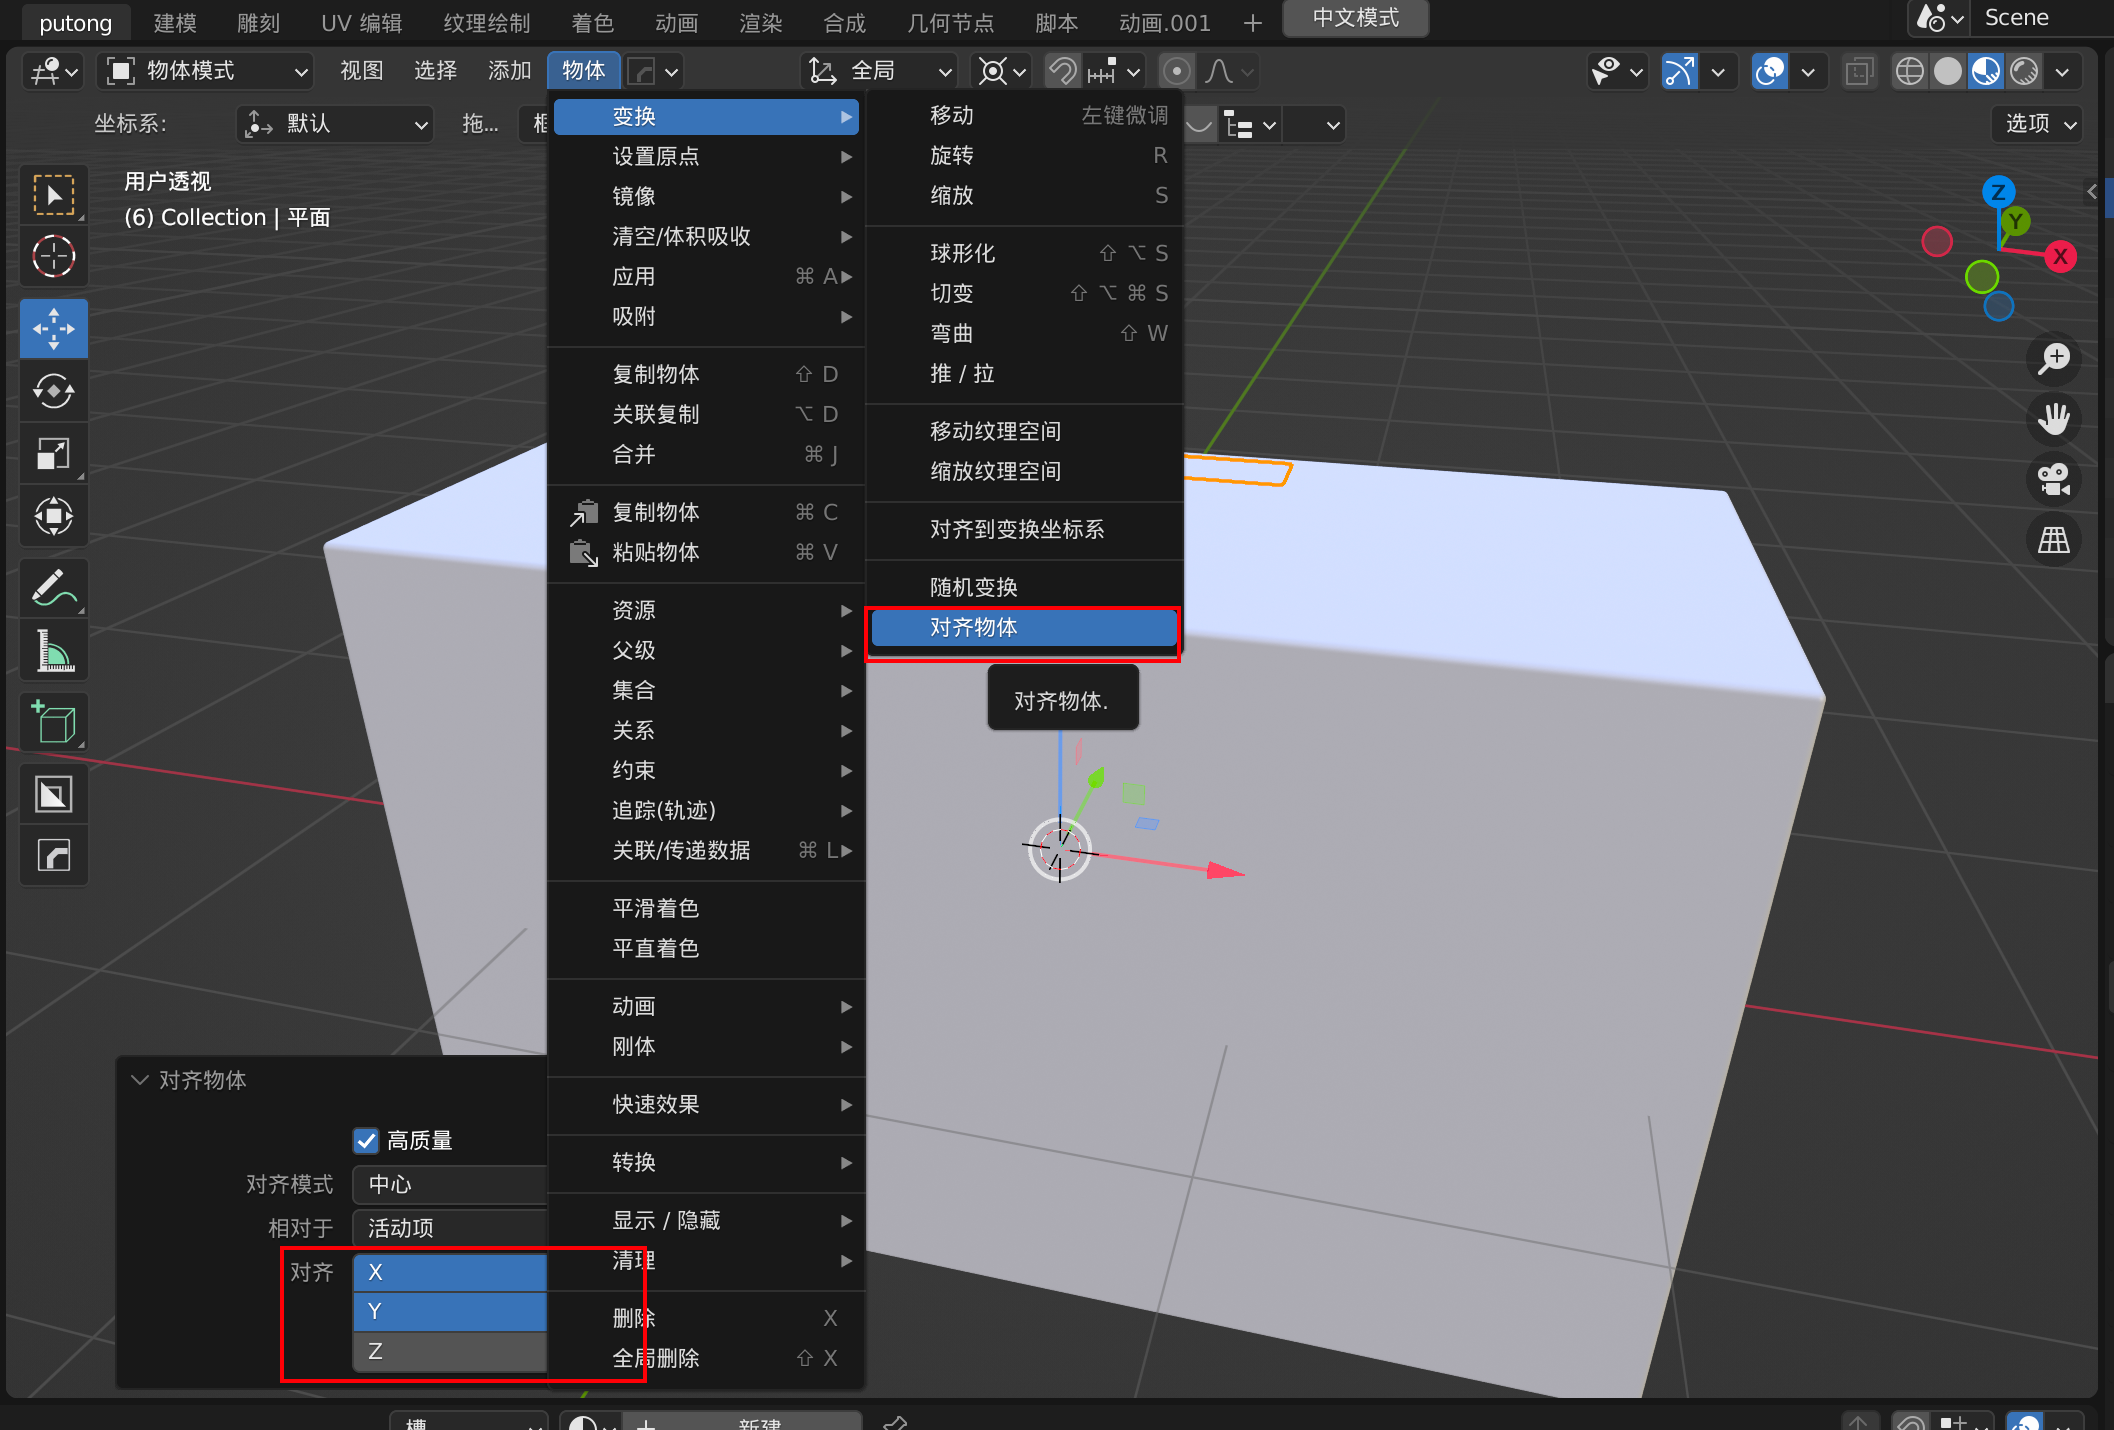 putong 建模 雕刻 UV 编辑 纹理绘制 着色 动画 渲染 合成 几何节点 脚本 动画.001 + 中文模式 Scene
物体模式 视图 选择 添加 物体 全局
坐标系: 默认 拖... 选项
用户透视
(6) Collection | 平面
变换
设置原点
镜像
清空/体积吸收
应用 ⌘ A
吸附
复制物体 ⇧ D
关联复制 ⌥ D
合并 ⌘ J
复制物体 ⌘ C
粘贴物体 ⌘ V
资源
父级
集合
关系
约束
追踪(轨迹)
关联/传递数据 ⌘ L
平滑着色
平直着色
动画
刚体
快速效果
转换
显示 / 隐藏
清理
删除 X
全局删除 ⇧ X
移动 左键微调
旋转 R
缩放 S
球形化 ⇧ ⌥ S
切变 ⇧ ⌥ ⌘ S
弯曲 ⇧ W
推 / 拉
移动纹理空间
缩放纹理空间
对齐到变换坐标系
随机变换
对齐物体
对齐物体.
Z
Y
X
对齐物体
高质量
对齐模式 中心
相对于 活动项
对齐 X
Y
Z
槽 新建